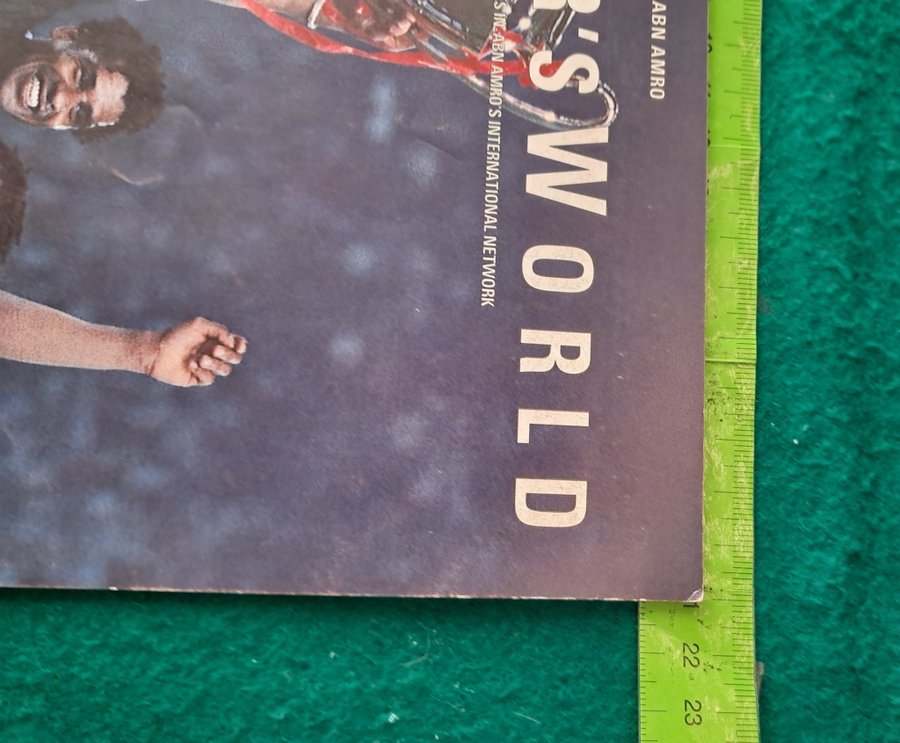 ABN AMRO
R'S WORLD
S IN ABN AMRO'S INTERNATIONAL NETWORK
22
23